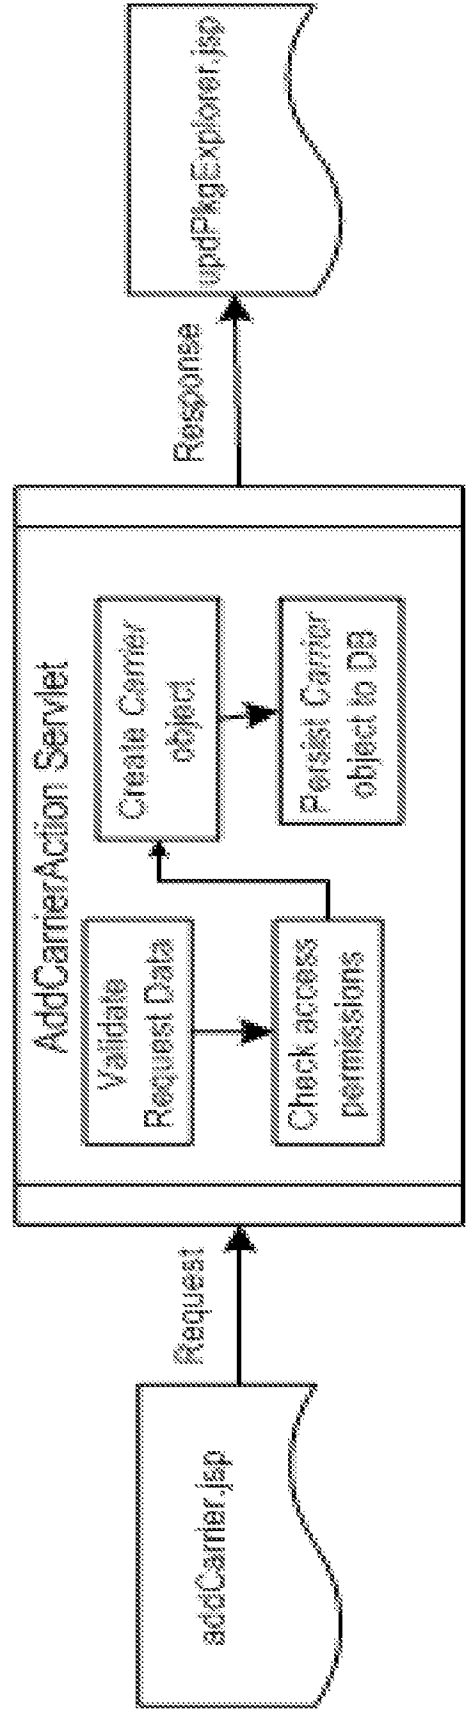 addCarrier.jsp
Request
AddCarrierAction Servlet
Validate
Request Data
Check access
permissions
Create Carrier
object
Persist Carrier
object to DB
Response
updPkgExplorer.jsp